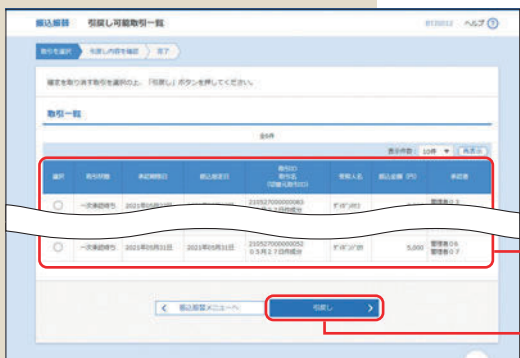 振込振替 引戻し可能取引一覧
BTJS012 ヘルプ
取引を選択 引戻し内容を確認 完了
確定を取り消す取引を選択の上、「引戻し」ボタンを押してください。
取引一覧
全5件
表示件数： 10件 再表示
選択 取引状態 承認期限日 振込指定日 取引ID 取引名 (切替元取引ID) 受取人名 振込金額（円） 承認者
一次承認待ち
一次承認待ち 2021年05月31日 2021年05月31日 210527000000052 5,000 管理者06
05月27日作成分 管理者07
振込振替メニューへ 引戻し